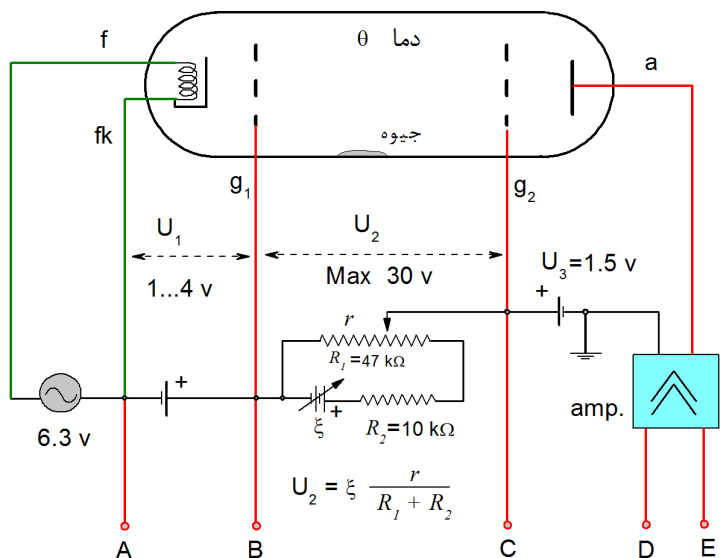 f
دما θ
a
fk
جیوه
g1
g2
U1
U2
U3=1.5 v
1...4 v
Max 30 v
+
r
R1=47 kΩ
+
+
ξ
R2=10 kΩ
6.3 v
amp.
U2 = ξ r / R1 + R2
A
B
C
D
E